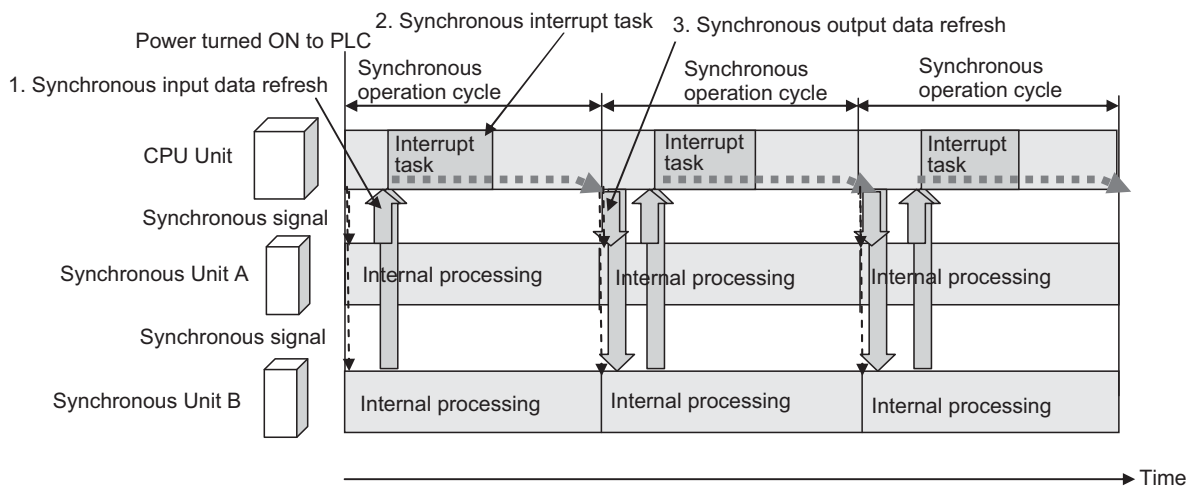 2. Synchronous interrupt task
3. Synchronous output data refresh
Power turned ON to PLC
1. Synchronous input data refresh
Synchronous
operation cycle
Synchronous
operation cycle
Synchronous
operation cycle
CPU Unit
Interrupt
task
Interrupt
task
Interrupt
task
Synchronous signal
Synchronous Unit A
Internal processing
Internal processing
Internal processing
Synchronous signal
Synchronous Unit B
Internal processing
Internal processing
Internal processing
Time